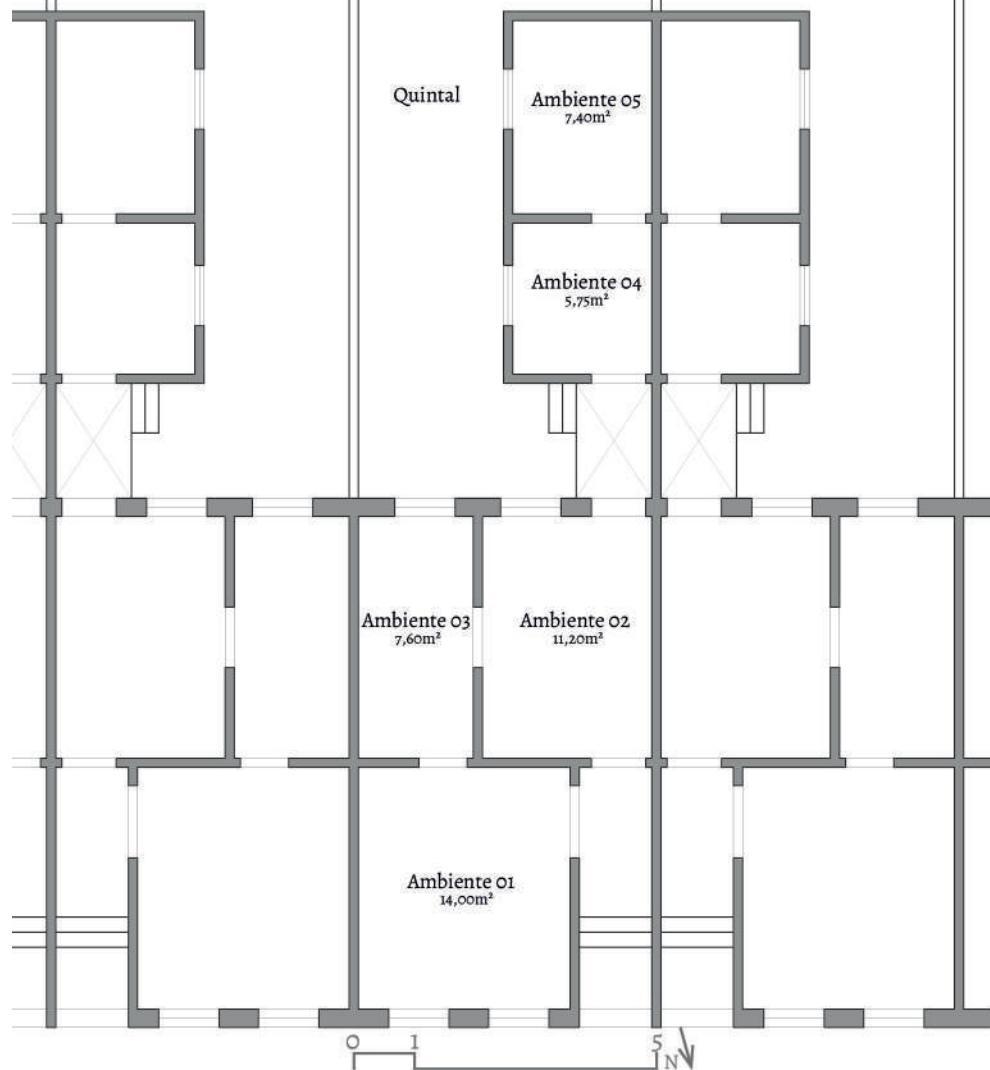 Quintal
Ambiente 05
7,40m²
Ambiente 04
5,75m²
Ambiente 03
7,60m²
Ambiente 02
11,20m²
Ambiente 01
14,00m²
0 1 5
N